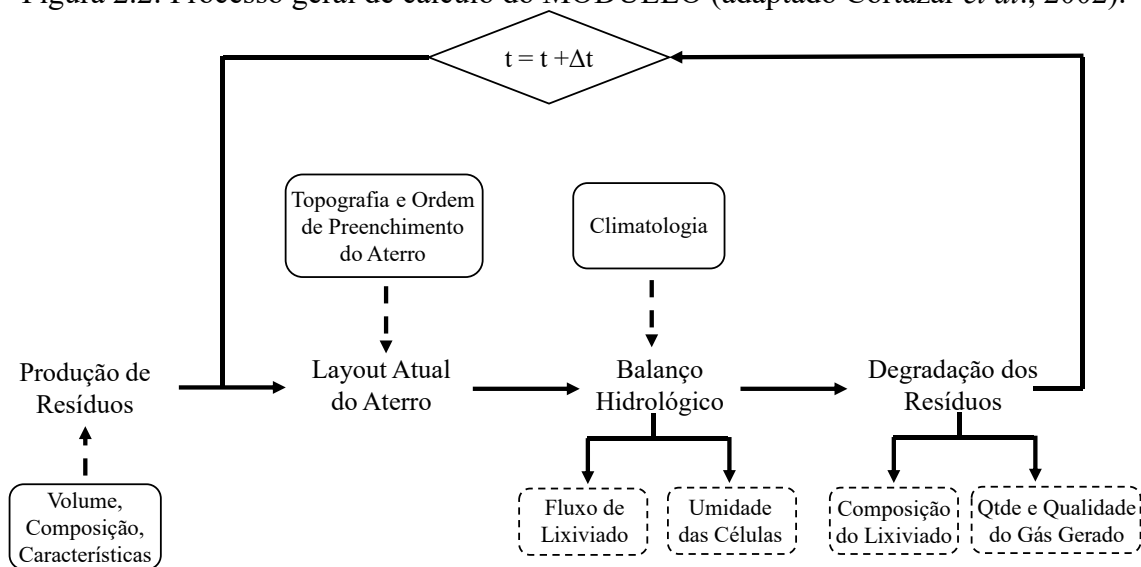 Figura 2.2. Processo geral de cálculo do MODUELO (adaptado Cortázar et al., 2002).
t = t +Δt
Topografia e Ordem
de Preenchimento
do Aterro
Climatologia
Produção de
Resíduos
Layout Atual
do Aterro
Balanço
Hidrológico
Degradação dos
Resíduos
Volume,
Composição,
Características
Fluxo de
Lixiviado
Umidade
das Células
Composição
do Lixiviado
Qtde e Qualidade
do Gás Gerado